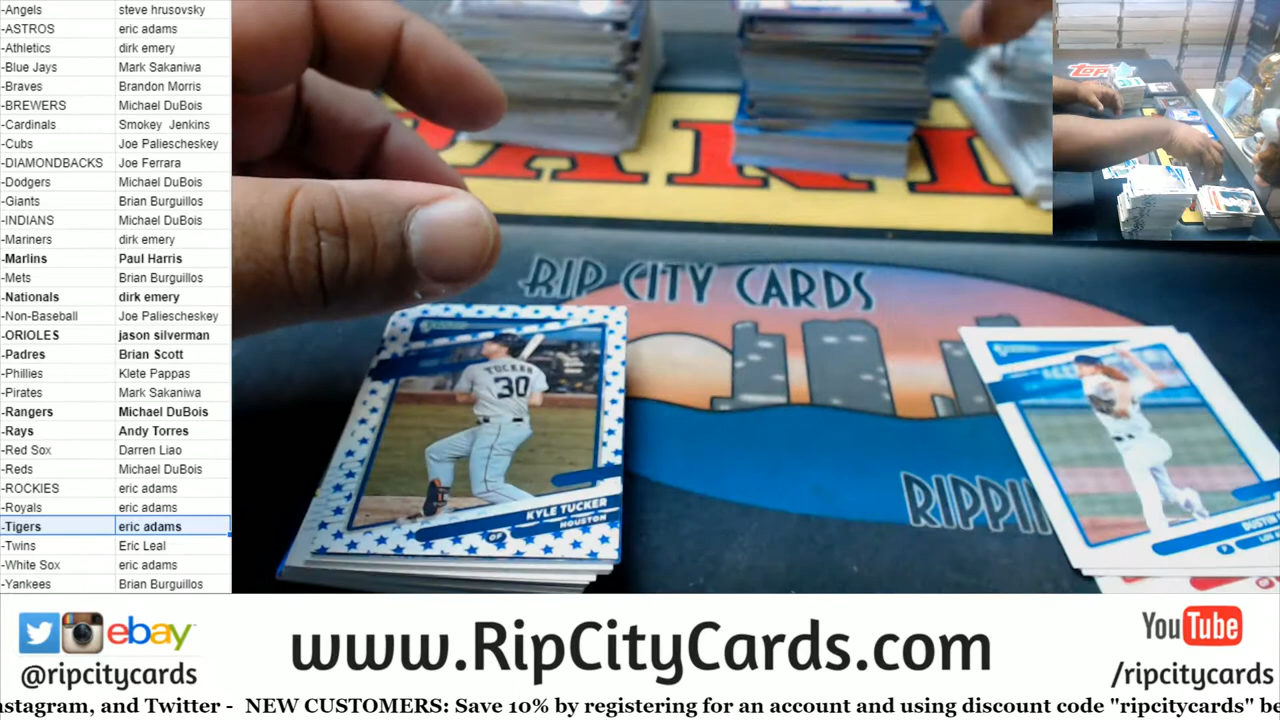 -Angels steve hrusovsky
-ASTROS eric adams
-Athletics dirk emery
-Blue Jays Mark Sakaniwa
-Braves Brandon Morris
-BREWERS Michael DuBois
-Cardinals Smokey Jenkins
-Cubs Joe Paliescheskey
-DIAMONDBACKS Joe Ferrara
-Dodgers Michael DuBois
-Giants Brian Burguillos
-INDIANS Michael DuBois
-Mariners dirk emery
-Marlins Paul Harris
-Mets Brian Burguillos
-Nationals dirk emery
-Non-Baseball Joe Paliescheskey
-ORIOLES jason silverman
-Padres Brian Scott
-Phillies Klete Pappas
-Pirates Mark Sakaniwa
-Rangers Michael DuBois
-Rays Andy Torres
-Red Sox Darren Liao
-Reds Michael DuBois
-ROCKIES eric adams
-Royals eric adams
-Tigers eric adams
-Twins Eric Leal
-White Sox eric adams
-Yankees Brian Burguillos
RIP CITY CARDS
RIPPIN
TUCKER
30
KYLE TUCKER
HOUSTON
OF
DUSTIN
P
LOS
ebay
@ripcitycards
www.RipCityCards.com
YouTube
/ripcitycards
nstagram, and Twitter - NEW CUSTOMERS: Save 10% by registering for an account and using discount code "ripcitycards" be